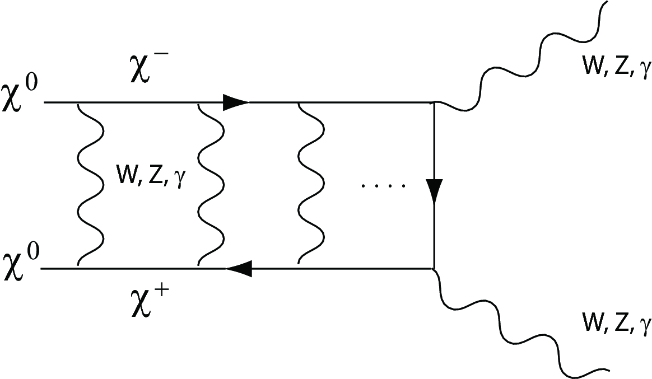 χ⁻
W, Z, γ
χ⁰
W, Z, γ
. . . .
χ⁰
χ⁺
W, Z, γ